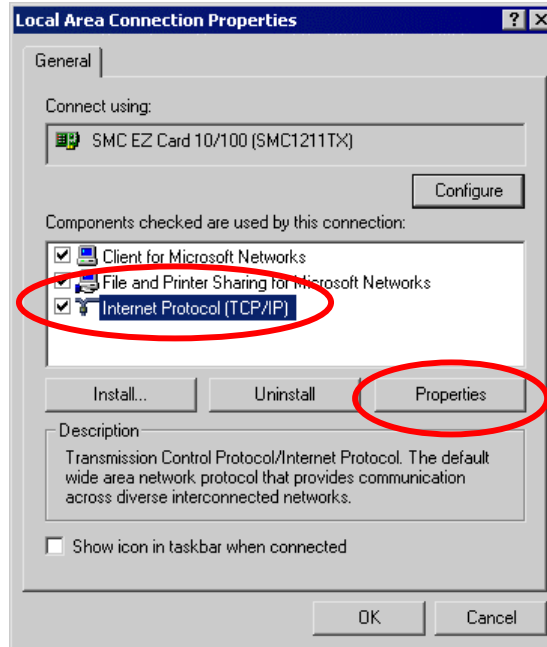 Local Area Connection Properties
General
Connect using:
SMC EZ Card 10/100 (SMC1211TX)
Configure
Components checked are used by this connection:
Client for Microsoft Networks
File and Printer Sharing for Microsoft Networks
Internet Protocol (TCP/IP)
Install... Uninstall Properties
Description
Transmission Control Protocol/Internet Protocol. The default
wide area network protocol that provides communication
across diverse interconnected networks.
Show icon in taskbar when connected
OK Cancel